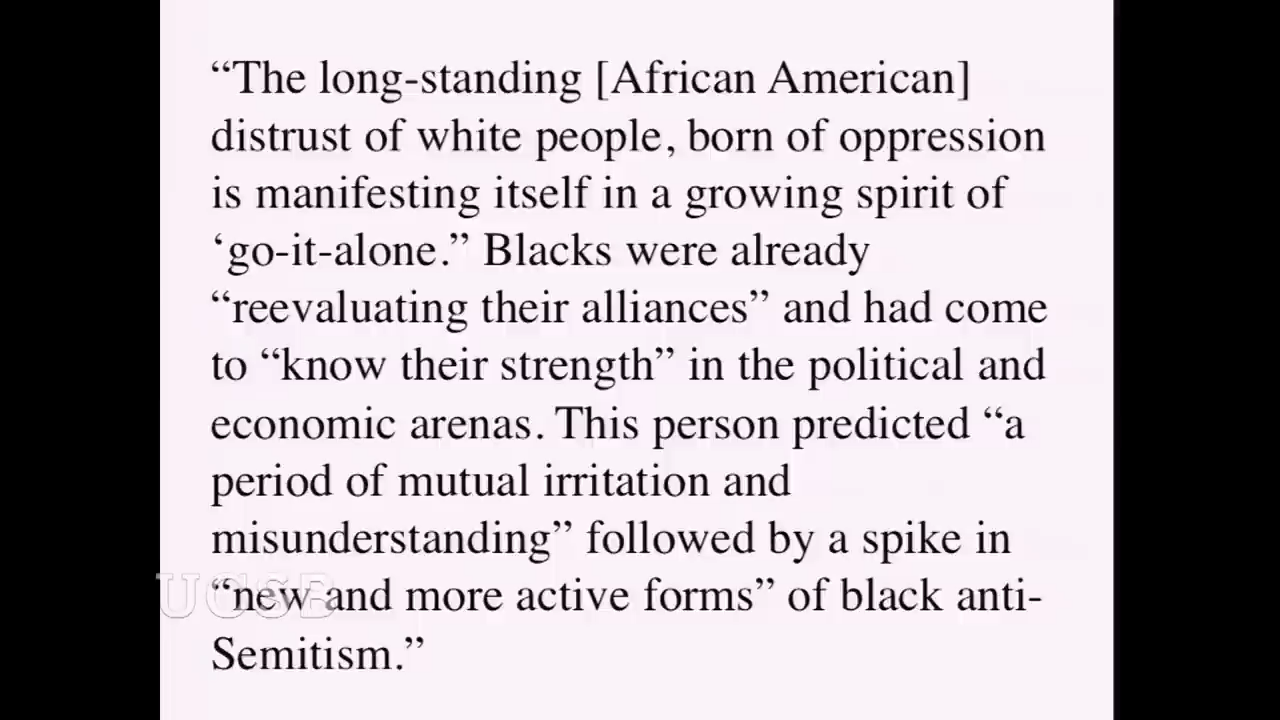 “The long-standing [African American]
distrust of white people, born of oppression
is manifesting itself in a growing spirit of
‘go-it-alone.” Blacks were already
“reevaluating their alliances” and had come
to “know their strength” in the political and
economic arenas. This person predicted “a
period of mutual irritation and
misunderstanding” followed by a spike in
“new and more active forms” of black anti-
Semitism.”
UCSB